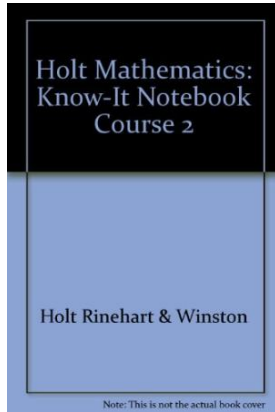 Holt Mathematics:
Know-It Notebook
Course 2
Holt Rinehart & Winston
Note: This is not the actual book cover